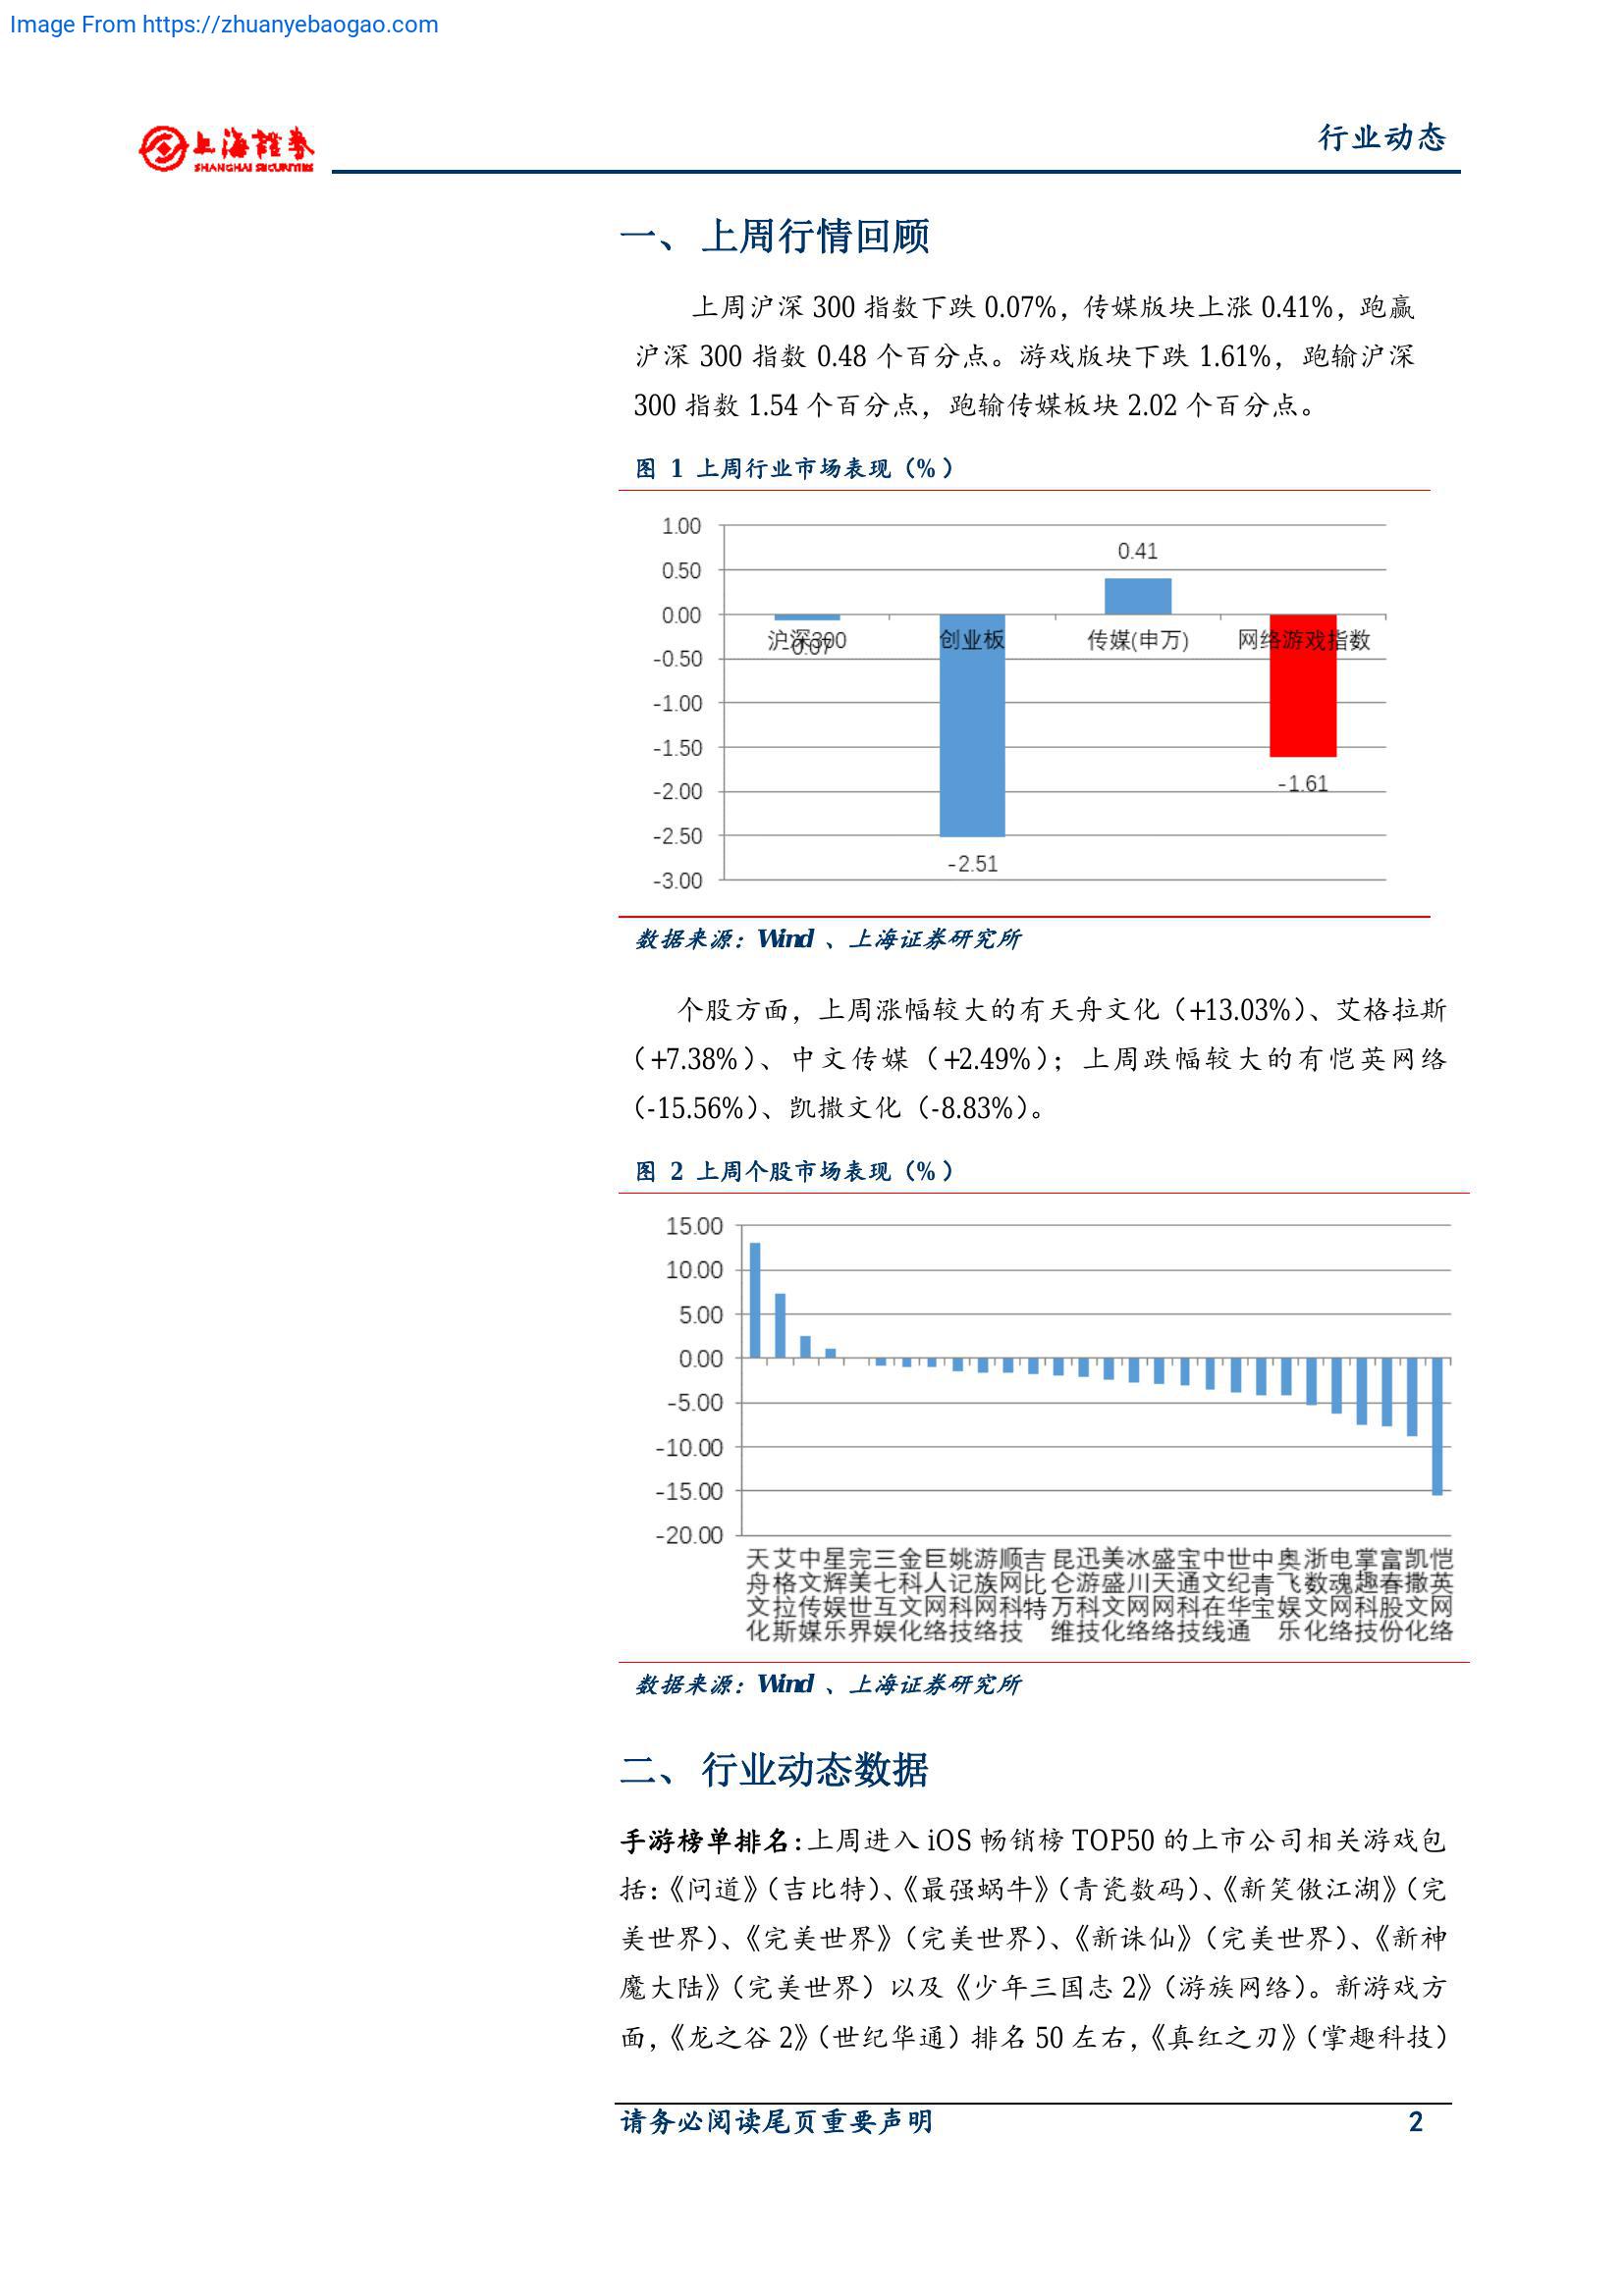 Image From https://zhuanyebaogao.com
上海證券
SHANGHAI SECURITIES
行业动态
一、 上周行情回顾
上周沪深 300 指数下跌 0.07%，传媒版块上涨 0.41%，跑赢
沪深 300 指数 0.48 个百分点。游戏版块下跌 1.61%，跑输沪深
300 指数 1.54 个百分点，跑输传媒板块 2.02 个百分点。
图 1 上周行业市场表现（%）
1.00
0.50
0.00
-0.50
-1.00
-1.50
-2.00
-2.50
-3.00
0.41
沪深300
创业板
传媒(申万)
网络游戏指数
-0.07
-1.61
-2.51
数据来源：Wind 、上海证券研究所
个股方面，上周涨幅较大的有天舟文化（+13.03%）、艾格拉斯
（+7.38%）、中文传媒（+2.49%）；上周跌幅较大的有恺英网络
（-15.56%）、凯撒文化（-8.83%）。
图 2 上周个股市场表现（%）
15.00
10.00
5.00
0.00
-5.00
-10.00
-15.00
-20.00
天舟文化
艾格拉斯
中文传媒
星辉娱乐
完美世界
三七互娱
金科文化
巨人网络
姚记科技
游族网络
顺网科技
吉比特
昆仑万维
迅游科技
美盛文化
冰川网络
盛天网络
宝通科技
中文在线
世纪华通
中青宝
奥飞娱乐
浙数文化
电魂网络
掌趣科技
富春股份
凯撒文化
恺英网络
数据来源：Wind 、上海证券研究所
二、 行业动态数据
手游榜单排名：上周进入 iOS 畅销榜 TOP50 的上市公司相关游戏包
括：《问道》（吉比特）、《最强蜗牛》（青瓷数码）、《新笑傲江湖》（完
美世界）、《完美世界》（完美世界）、《新诛仙》（完美世界）、《新神
魔大陆》（完美世界）以及《少年三国志 2》（游族网络）。新游戏方
面，《龙之谷 2》（世纪华通）排名 50 左右，《真红之刃》（掌趣科技）
请务必阅读尾页重要声明
2